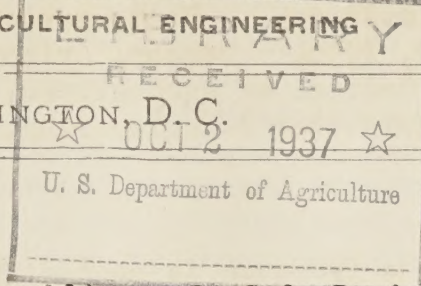 CULTURAL ENGINEERING
LIBRARY
RECEIVED
INGTON, D. C.
☆ OCT 2 1937 ☆
U. S. Department of Agriculture